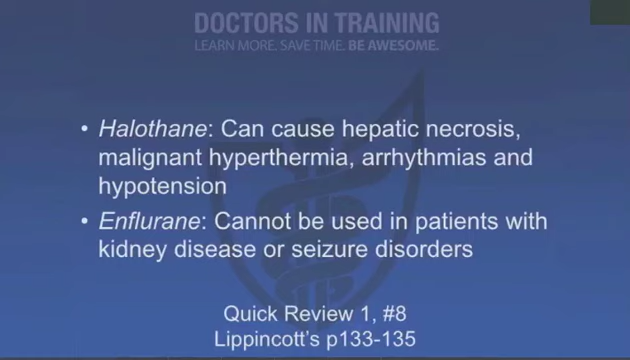 DOCTORS IN TRAINING
LEARN MORE. SAVE TIME. BE AWESOME.
• Halothane: Can cause hepatic necrosis,
malignant hyperthermia, arrhythmias and
hypotension
• Enflurane: Cannot be used in patients with
kidney disease or seizure disorders
Quick Review 1, #8
Lippincott's p133-135